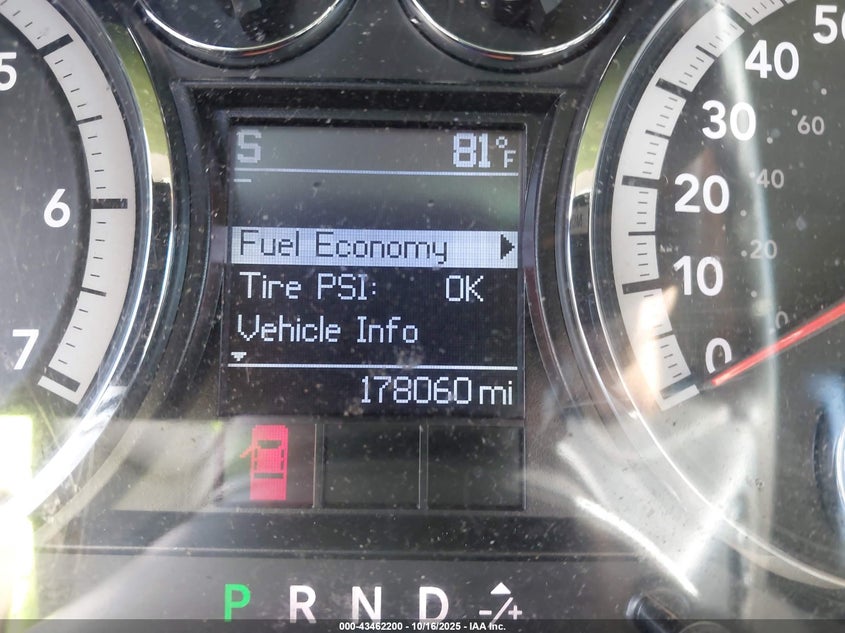 S 81°F
Fuel Economy
Tire PSI: OK
Vehicle Info
178060 mi
P R N D -/+
5
6
7
50
40
30
20
10
0
60
40
20
000-43462200 - 10/16/2025 - IAA Inc.